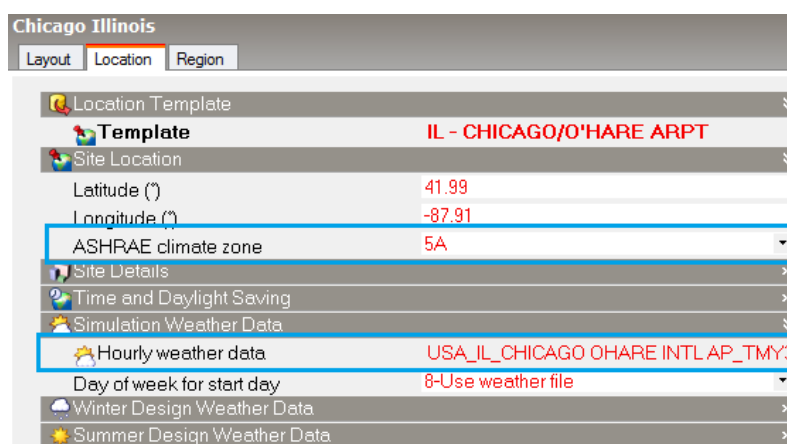 Chicago Illinois
Layout Location Region
Location Template
Template IL - CHICAGO/O'HARE ARPT
Site Location
Latitude (°) 41.99
Longitude (°) -87.91
ASHRAE climate zone 5A
Site Details
Time and Daylight Saving
Simulation Weather Data
Hourly weather data USA_IL_CHICAGO OHARE INTL AP_TMY3
Day of week for start day 8-Use weather file
Winter Design Weather Data
Summer Design Weather Data